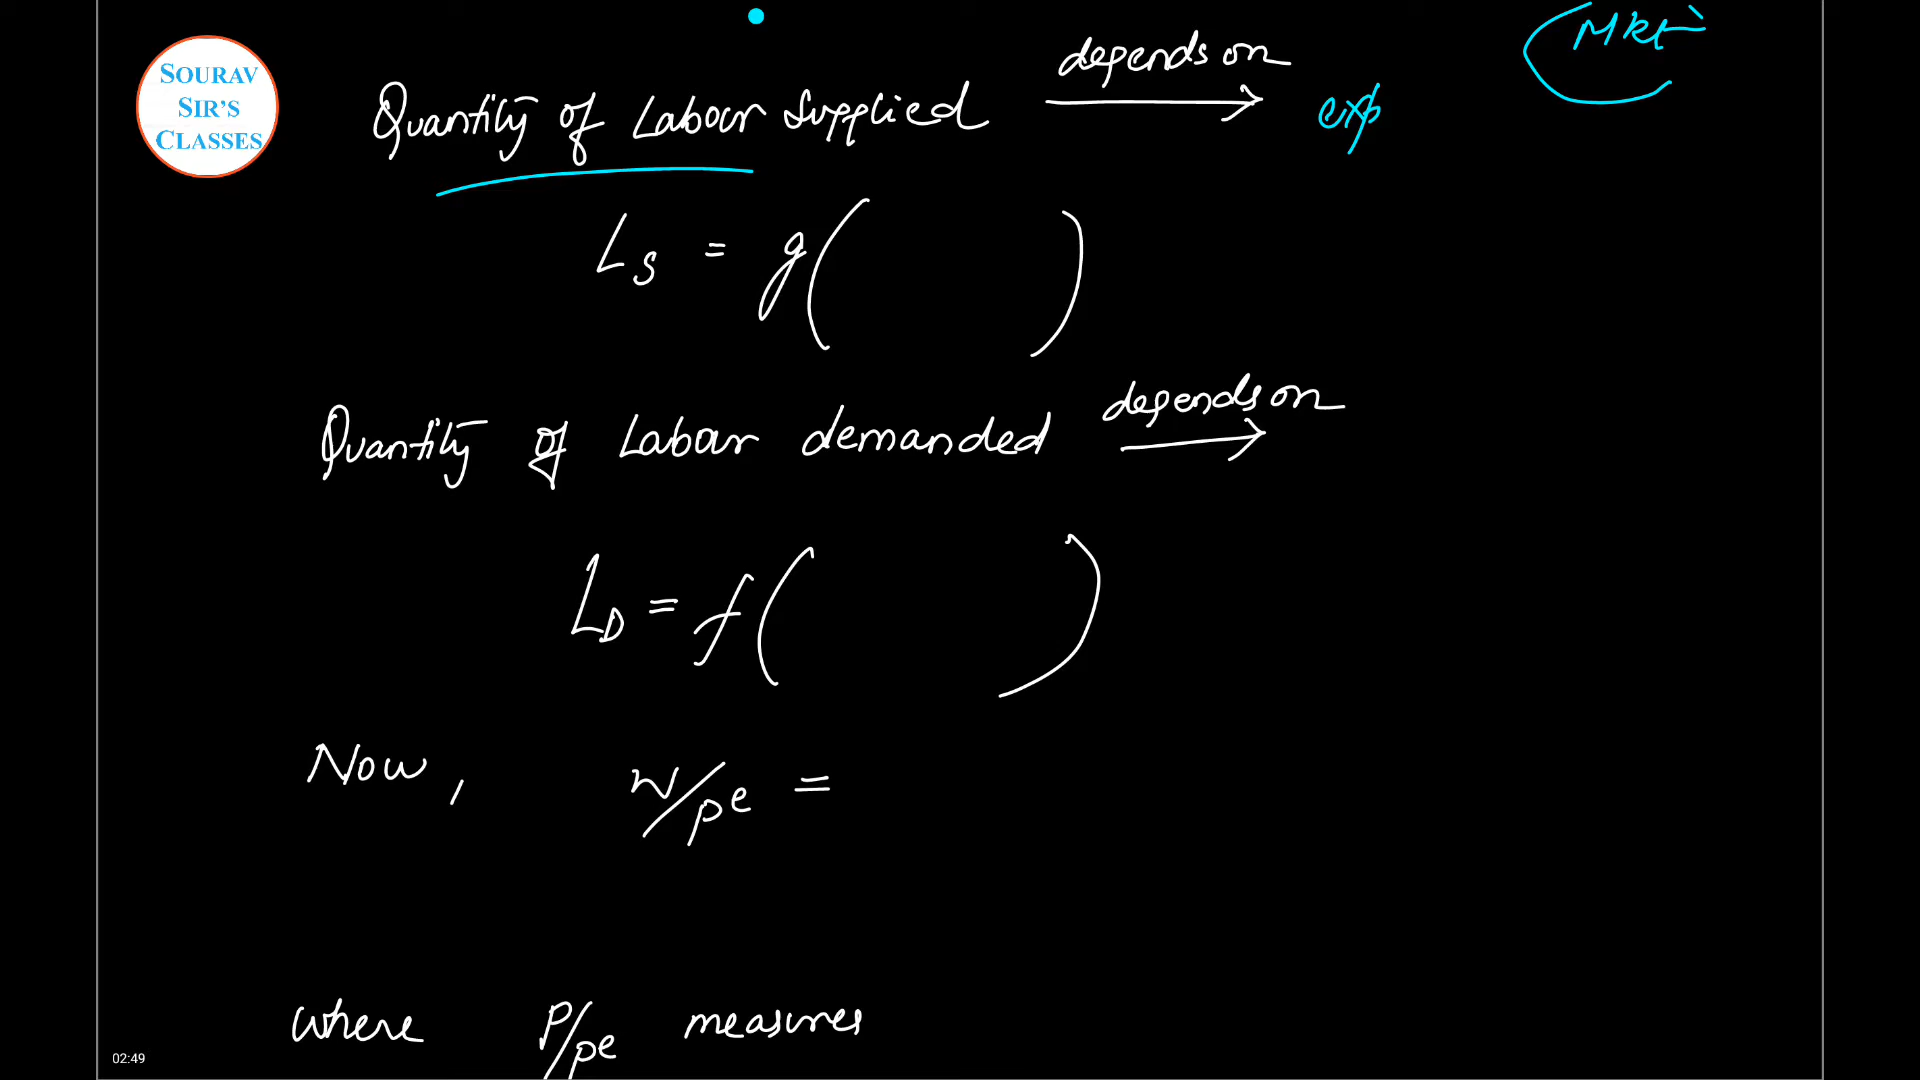 SOURAV
SIR'S
CLASSES
Mkt
Quantity of Labour Supplied depends on exp
Ls = g( )
Quantity of Labour demanded depends on
LD = f( )
Now, W/pe =
where P/pe measures
02:49